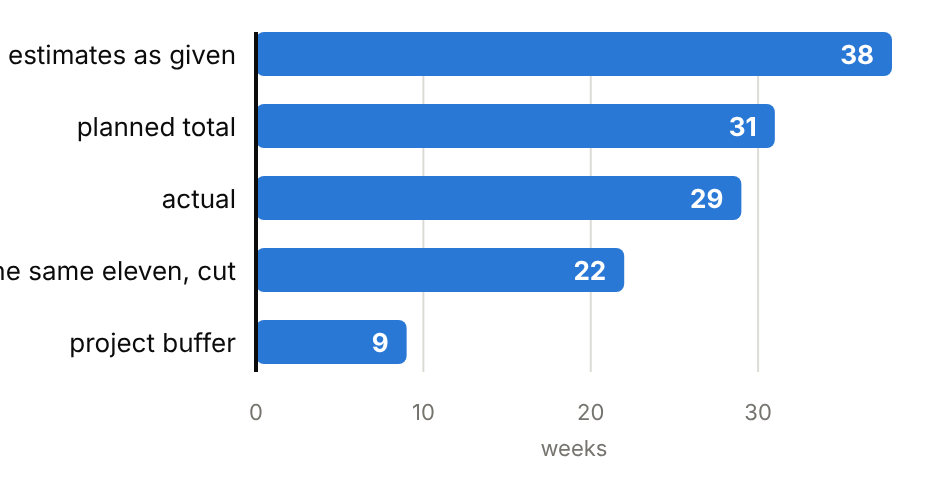 estimates as given
38
planned total
31
actual
29
same eleven, cut
22
project buffer
9
0 10 20 30
weeks